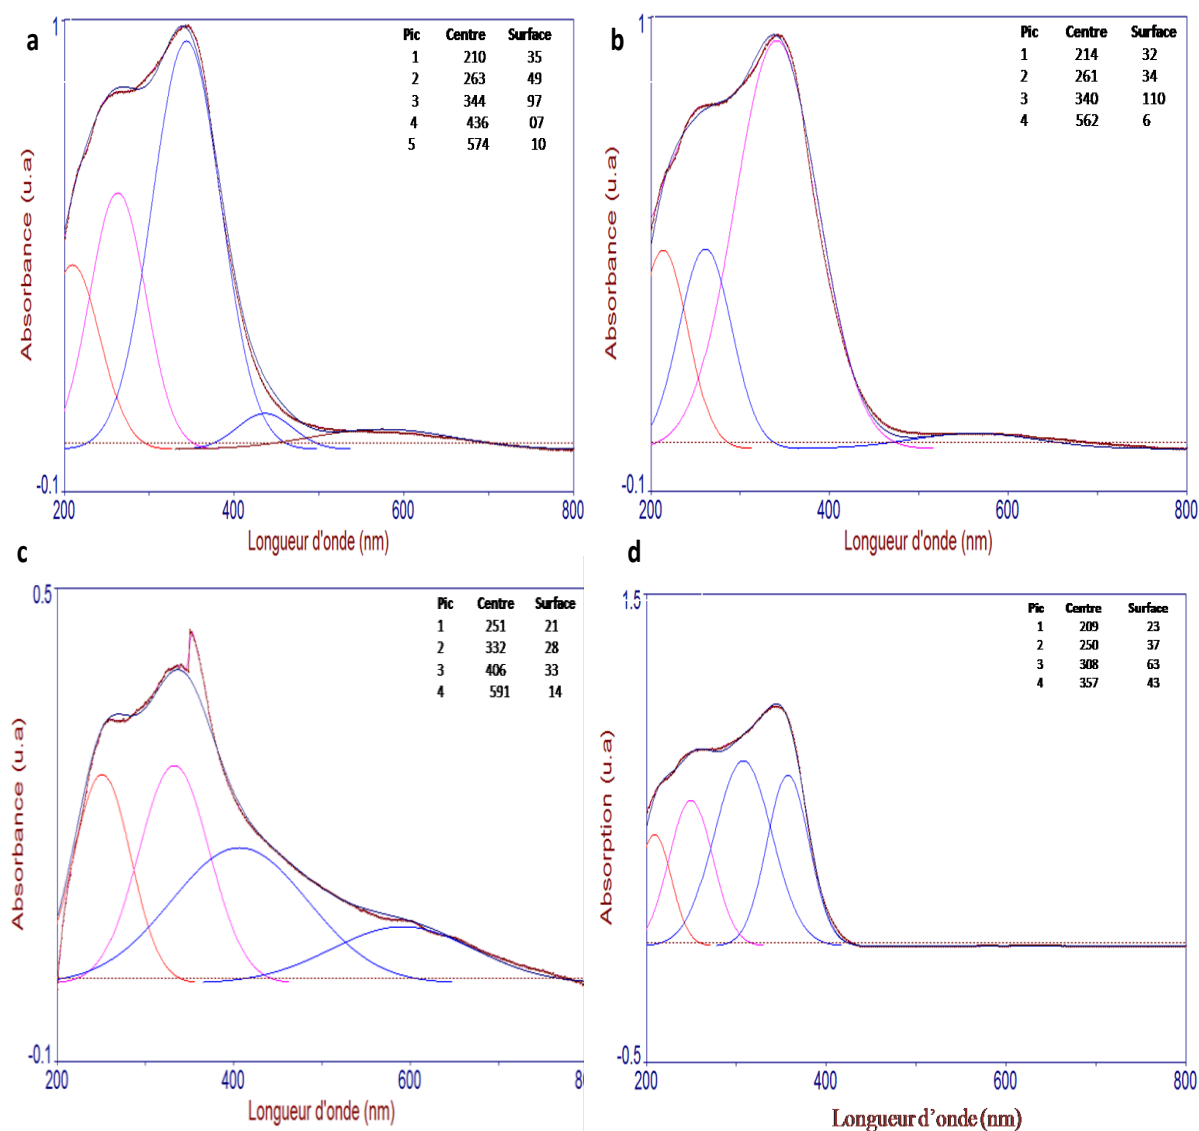 a
1
Pic Centre Surface
1 210 35
2 263 49
3 344 97
4 436 07
5 574 10
Absorbance (u.a)
-0.1
200 400 600 800
Longueur d'onde (nm)
b
1
Pic Centre Surface
1 214 32
2 261 34
3 340 110
4 562 6
Absorbance (u.a)
-0.1
200 400 600 800
Longueur d'onde (nm)
c
0.5
Pic Centre Surface
1 251 21
2 332 28
3 406 33
4 591 14
Absorbance (u.a)
-0.1
200 400 600 80
Longueur d'onde (nm)
d
1.5
Pic Centre Surface
1 209 23
2 250 37
3 308 63
4 357 43
Absorption (u.a)
-0.5
200 400 600 800
Longueur d’onde (nm)